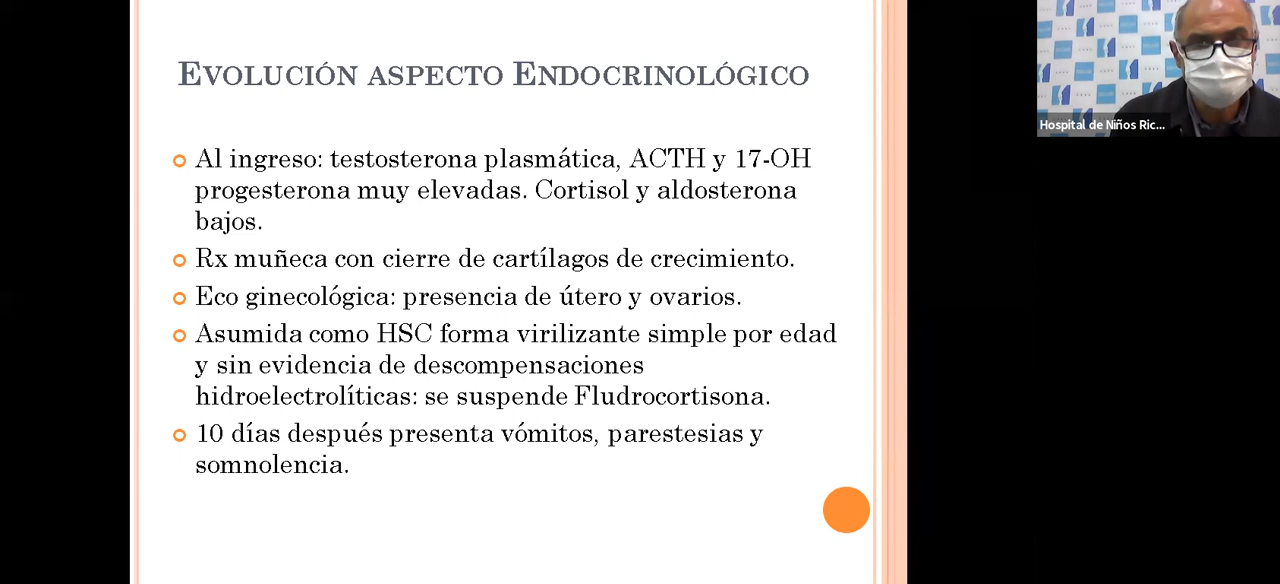 Evolución aspecto Endocrinológico
Al ingreso: testosterona plasmática, ACTH y 17-OH
progesterona muy elevadas. Cortisol y aldosterona
bajos.
Rx muñeca con cierre de cartílagos de crecimiento.
Eco ginecológica: presencia de útero y ovarios.
Asumida como HSC forma virilizante simple por edad
y sin evidencia de descompensaciones
hidroelectrolíticas: se suspende Fludrocortisona.
10 días después presenta vómitos, parestesias y
somnolencia.
Hospital de Niños Ric...